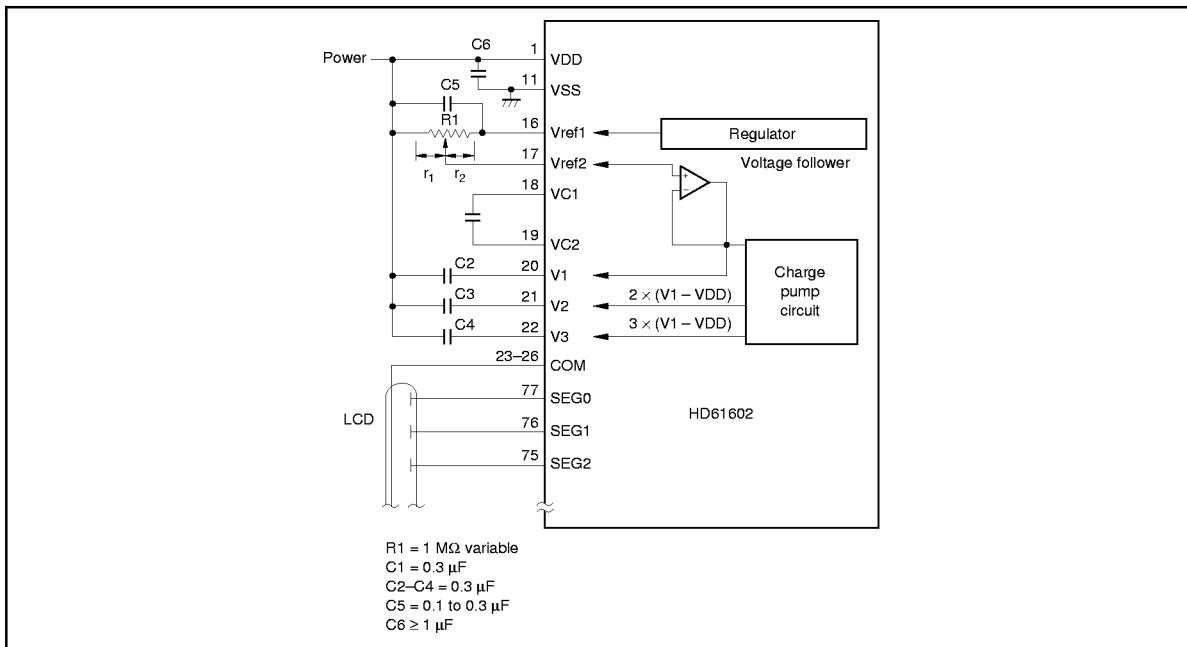 C6
Power
1
VDD
11
VSS
C5
R1
16
Vref1
Regulator
17
Vref2
Voltage follower
r1
r2
18
VC1
+
−
19
VC2
C2
20
V1
Charge
pump
circuit
C3
21
V2
2 × (V1 – VDD)
C4
22
V3
3 × (V1 – VDD)
23–26
COM
77
SEG0
LCD
HD61602
76
SEG1
75
SEG2
R1 = 1 MΩ variable
C1 = 0.3 µF
C2–C4 = 0.3 µF
C5 = 0.1 to 0.3 µF
C6 ≥ 1 µF